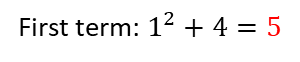 First term: 1² + 4 = 5